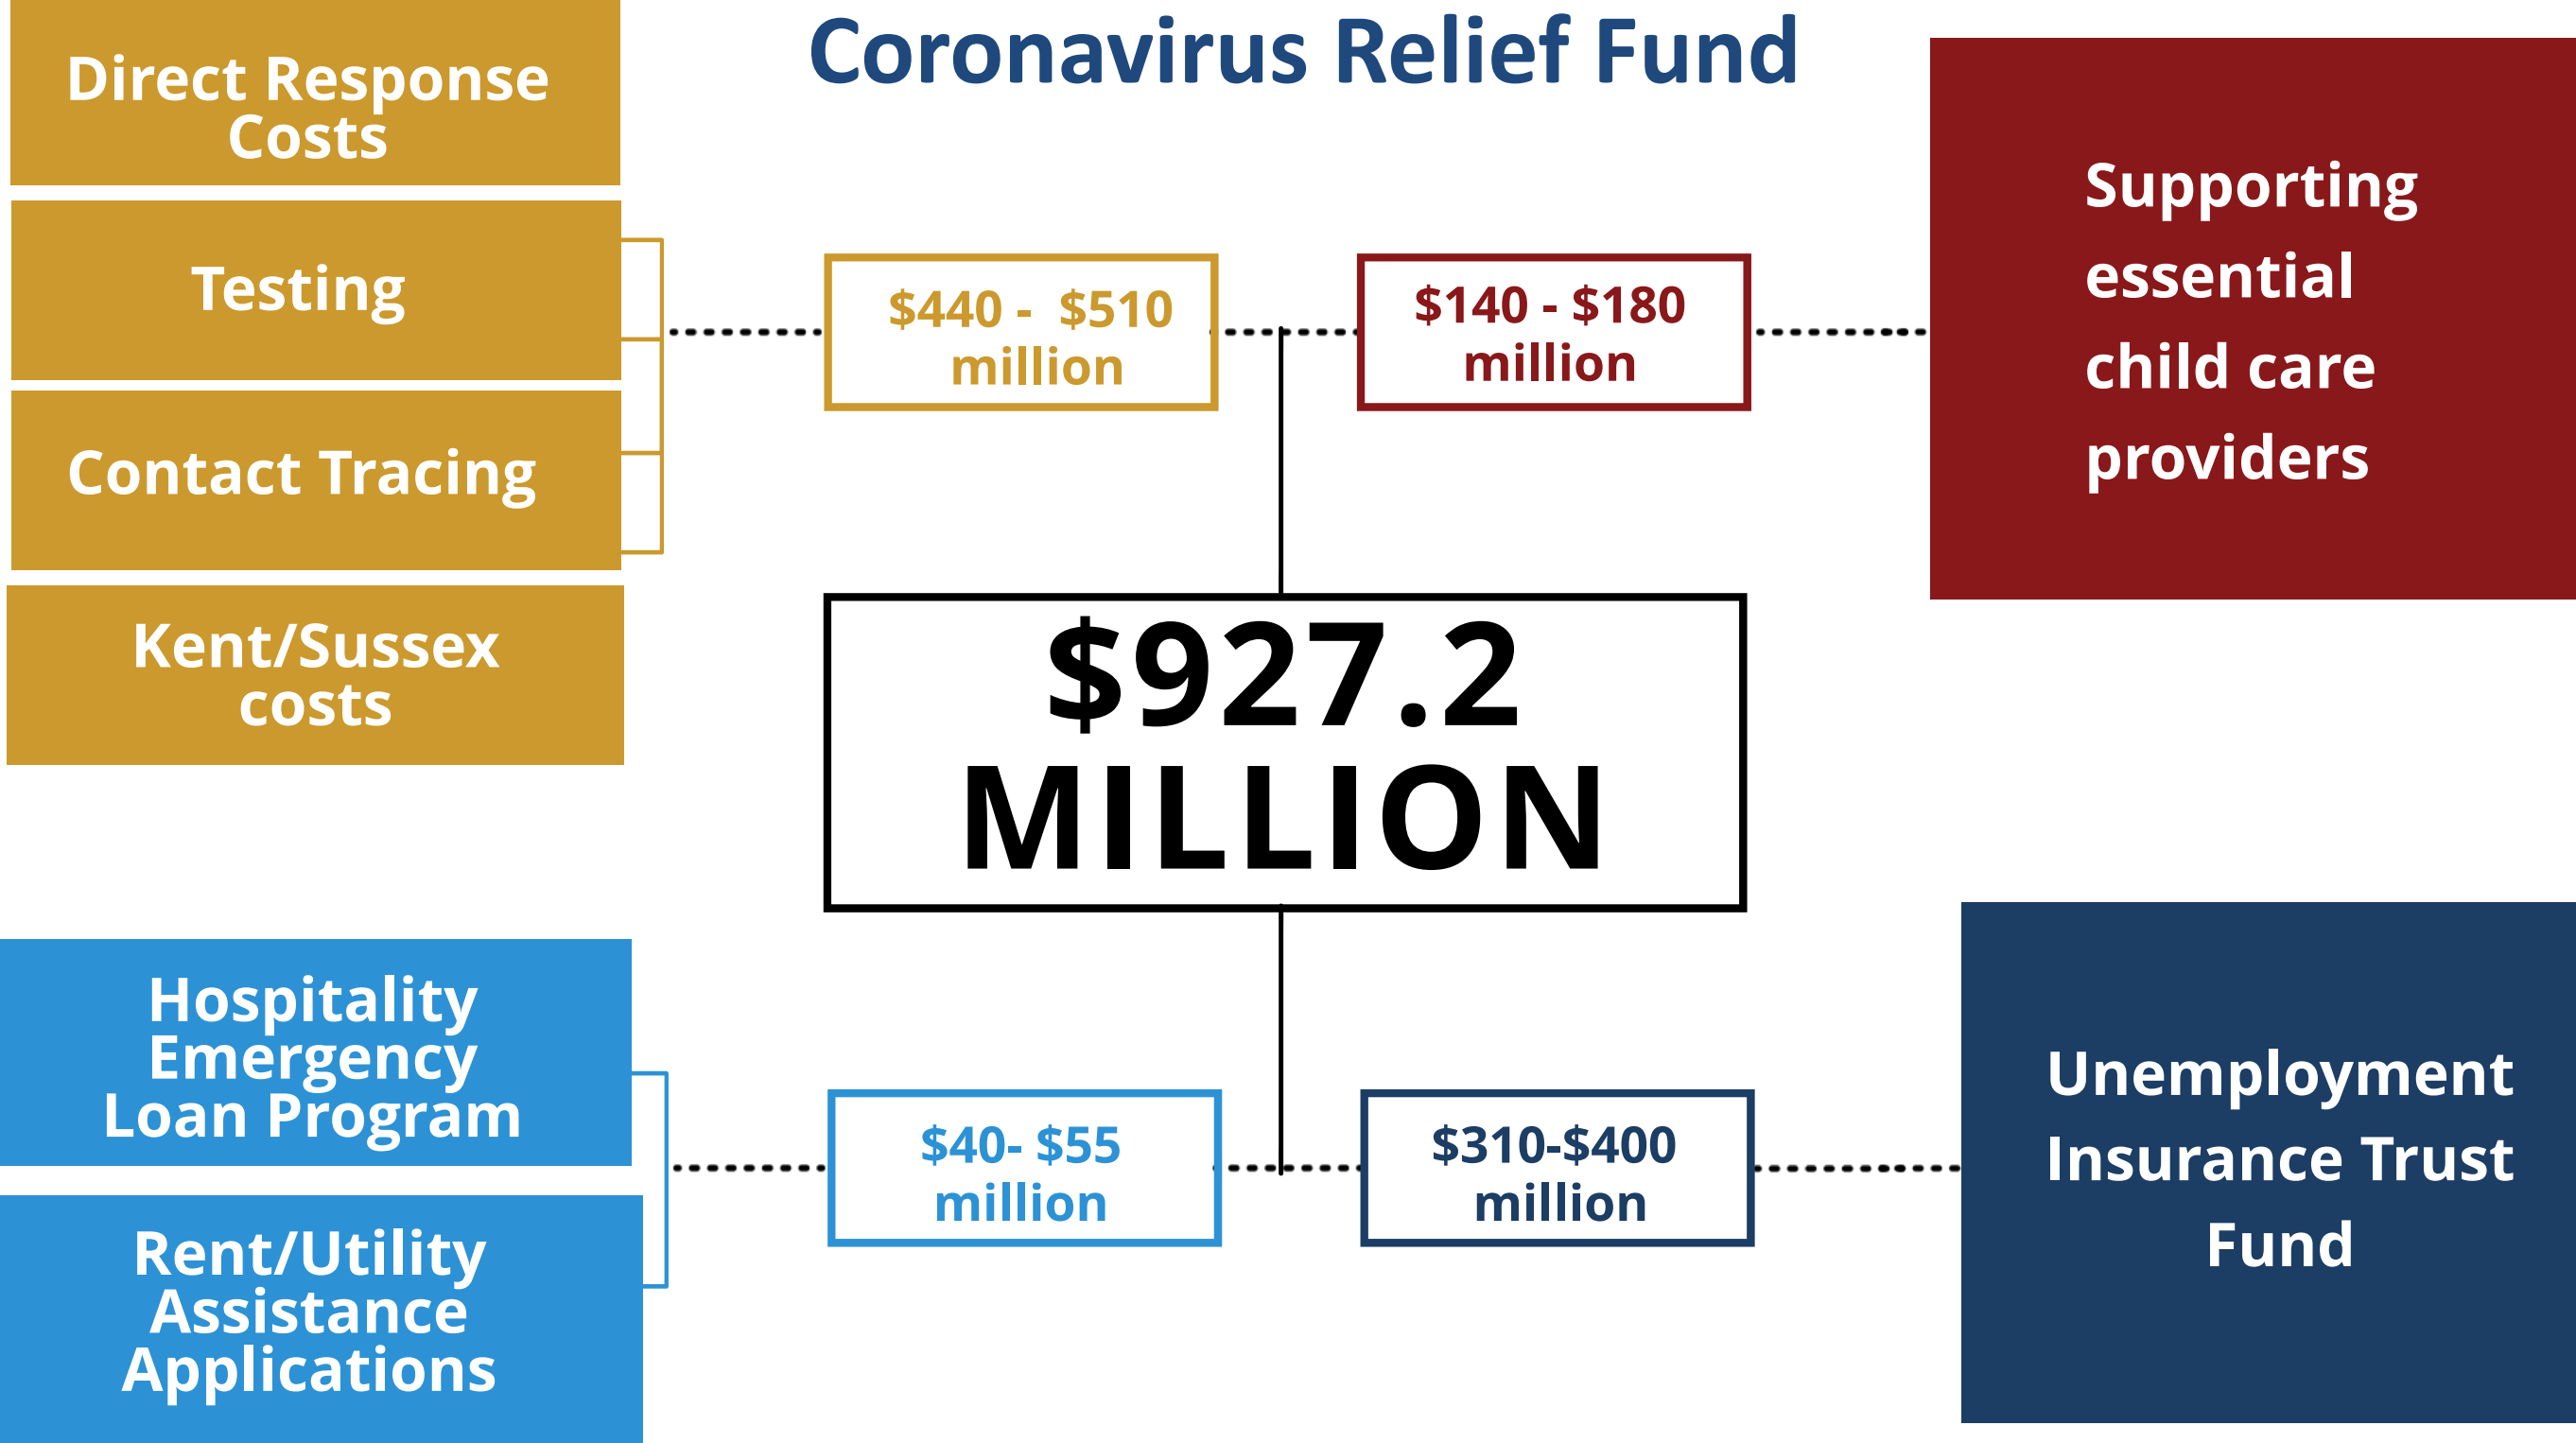 Coronavirus Relief Fund
Direct Response
Costs
Testing
Contact Tracing
Kent/Sussex
costs
$440 -  $510
million
$140 - $180
million
Supporting
essential
child care
providers
$927.2
MILLION
Hospitality
Emergency
Loan Program
Rent/Utility
Assistance
Applications
$40- $55
million
$310-$400
million
Unemployment
Insurance Trust
Fund